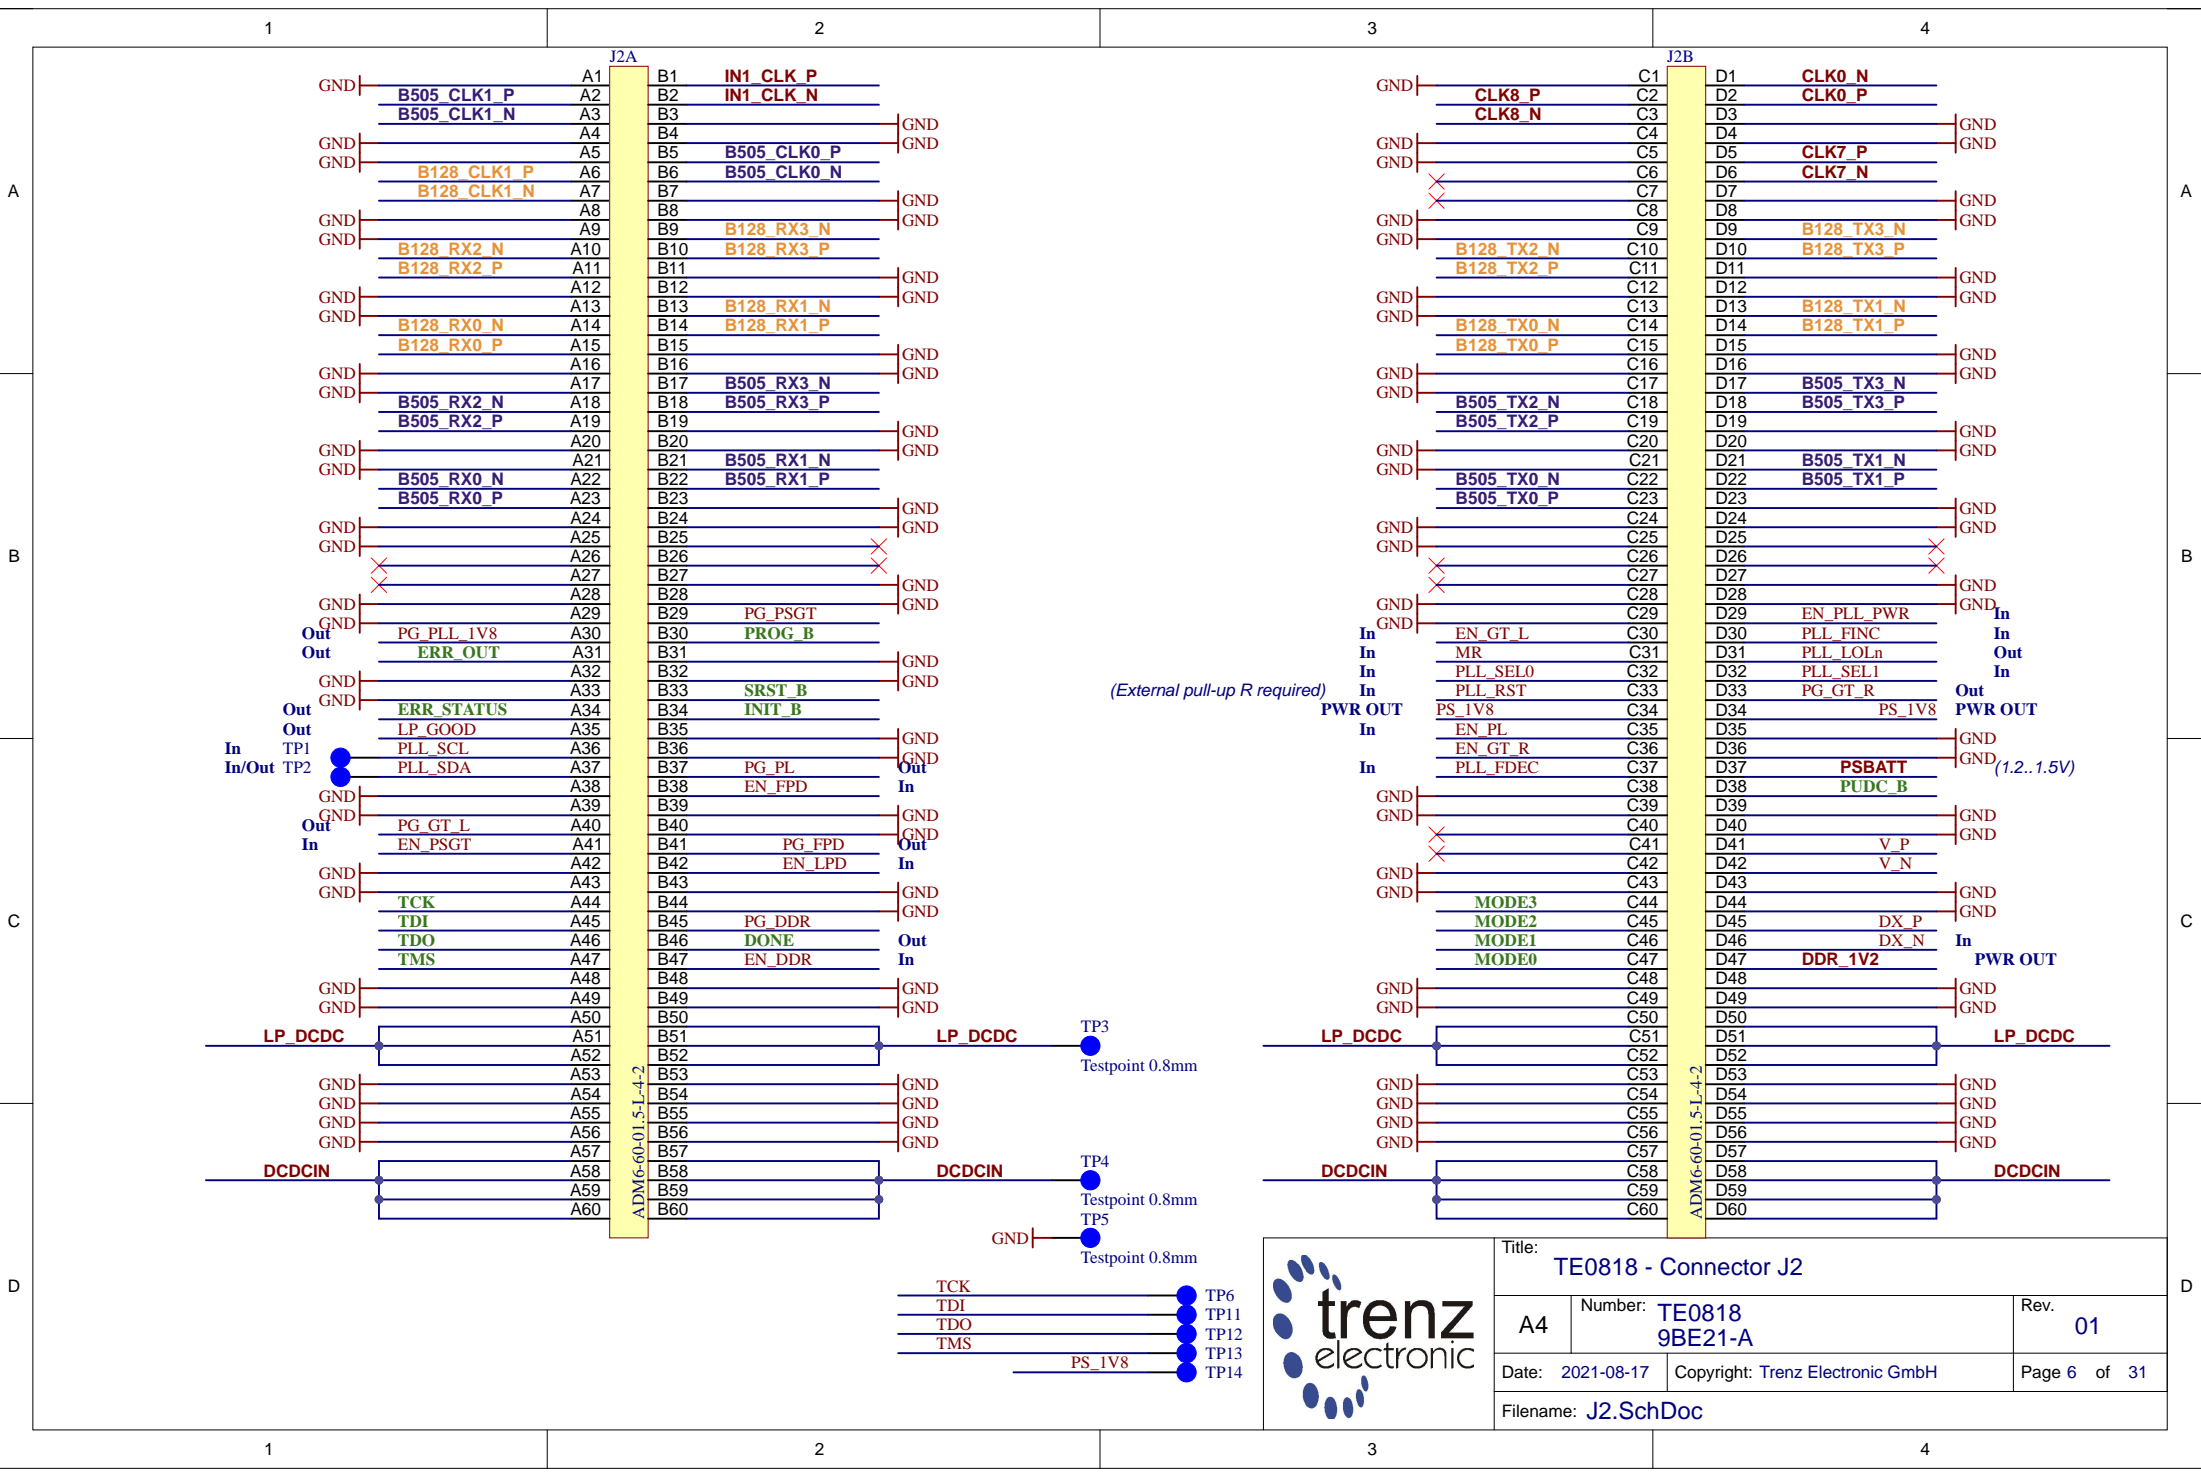 1 2 3 4
J2A J2B
GND A1 B1 IN1_CLK_P GND C1 D1 CLK0_N
B505_CLK1_P A2 B2 IN1_CLK_N CLK8_P C2 D2 CLK0_P
B505_CLK1_N A3 B3 GND CLK8_N C3 D3 GND
GND A4 B4 GND GND C4 D4 GND
GND A5 B5 B505_CLK0_P GND C5 D5 CLK7_P
B128_CLK1_P A6 B6 B505_CLK0_N C6 D6 CLK7_N
A B128_CLK1_N A7 B7 GND C7 D7 GND A
GND A8 B8 GND GND C8 D8 GND
GND A9 B9 B128_RX3_N GND C9 D9 B128_TX3_N
B128_RX2_N A10 B10 B128_RX3_P B128_TX2_N C10 D10 B128_TX3_P
B128_RX2_P A11 B11 GND B128_TX2_P C11 D11 GND
GND A12 B12 GND GND C12 D12 GND
GND A13 B13 B128_RX1_N GND C13 D13 B128_TX1_N
B128_RX0_N A14 B14 B128_RX1_P B128_TX0_N C14 D14 B128_TX1_P
B128_RX0_P A15 B15 GND B128_TX0_P C15 D15 GND
GND A16 B16 GND GND C16 D16 GND
GND A17 B17 B505_RX3_N GND C17 D17 B505_TX3_N
B505_RX2_N A18 B18 B505_RX3_P B505_TX2_N C18 D18 B505_TX3_P
B505_RX2_P A19 B19 GND B505_TX2_P C19 D19 GND
GND A20 B20 GND GND C20 D20 GND
GND A21 B21 B505_RX1_N GND C21 D21 B505_TX1_N
B505_RX0_N A22 B22 B505_RX1_P B505_TX0_N C22 D22 B505_TX1_P
B505_RX0_P A23 B23 GND B505_TX0_P C23 D23 GND
GND A24 B24 GND GND C24 D24 GND
GND A25 B25 GND C25 D25
B A26 B26 C26 D26 B
A27 B27 GND C27 D27 GND
GND A28 B28 GND GND C28 D28 GND
GND A29 B29 PG_PSGT GND C29 D29 EN_PLL_PWR In
Out PG_PLL_1V8 A30 B30 PROG_B In EN_GT_L C30 D30 PLL_FINC In
Out ERR_OUT A31 B31 GND In MR C31 D31 PLL_LOLn Out
GND A32 B32 GND In PLL_SEL0 C32 D32 PLL_SEL1 In
GND A33 B33 SRST_B (External pull-up R required) In PLL_RST C33 D33 PG_GT_R Out
Out ERR_STATUS A34 B34 INIT_B PWR OUT PS_1V8 C34 D34 PS_1V8 PWR OUT
Out LP_GOOD A35 B35 GND In EN_PL C35 D35 GND
In TP1 PLL_SCL A36 B36 GND EN_GT_R C36 D36 GND
In/Out TP2 PLL_SDA A37 B37 PG_PL Out In PLL_FDEC C37 D37 PSBATT (1.2..1.5V)
GND A38 B38 EN_FPD In GND C38 D38 PUDC_B
GND A39 B39 GND GND C39 D39 GND
Out PG_GT_L A40 B40 GND C40 D40 GND
In EN_PSGT A41 B41 PG_FPD Out C41 D41 V_P
GND A42 B42 EN_LPD In GND C42 D42 V_N
GND A43 B43 GND GND C43 D43 GND
TCK A44 B44 GND MODE3 C44 D44 GND
C TDI A45 B45 PG_DDR MODE2 C45 D45 DX_P C
TDO A46 B46 DONE Out MODE1 C46 D46 DX_N In
TMS A47 B47 EN_DDR In MODE0 C47 D47 DDR_1V2 PWR OUT
GND A48 B48 GND GND C48 D48 GND
GND A49 B49 GND GND C49 D49 GND
A50 B50 TP3 C50 D50
LP_DCDC A51 B51 LP_DCDC LP_DCDC C51 D51 LP_DCDC
A52 B52 Testpoint 0.8mm C52 D52
GND A53 B53 GND GND C53 D53 GND
GND A54 B54 GND GND C54 D54 GND
GND A55 B55 GND GND C55 D55 GND
GND A56 B56 GND GND C56 D56 GND
A57 B57 TP4 C57 D57
DCDCIN A58 B58 DCDCIN DCDCIN C58 D58 DCDCIN
A59 B59 Testpoint 0.8mm C59 D59
A60 B60 TP5 C60 D60
ADM6-60-01.5-L-4-2 ADM6-60-01.5-L-4-2
GND
Testpoint 0.8mm
D D
TCK TP6
TDI TP11
TDO TP12
TMS TP13
PS_1V8 TP14
trenz
electronic
Title:
TE0818 - Connector J2
A4 Number: TE0818 Rev.
9BE21-A 01
Date: 2021-08-17 Copyright: Trenz Electronic GmbH Page 6 of 31
Filename: J2.SchDoc
1 2 3 4